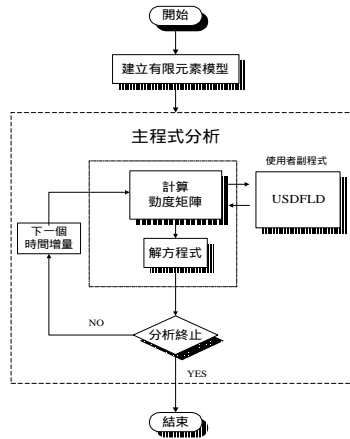 開始
建立有限元素模型
主程式分析
使用者副程式
計算
勁度矩陣
USDFLD
下一個
時間增量
解方程式
NO
分析終止
YES
結束